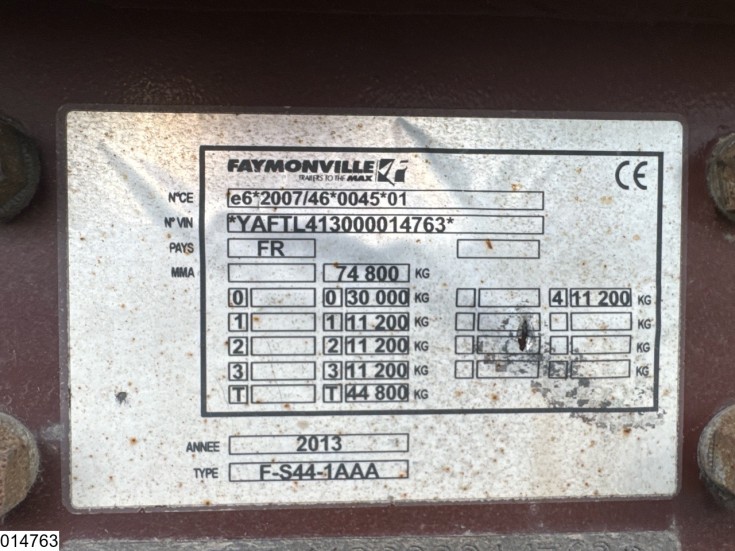 FAYMONVILLE
TRAILERS TO THE MAX
CE
N°CE e6*2007/46*0045*01
N° VIN *YAFTL413000014763*
PAYS FR
MMA 74 800 KG
0 0 30 000 KG 4 11 200 KG
1 1 11 200 KG KG
2 2 11 200 KG KG
3 3 11 200 KG KG
T T 44 800 KG
ANNEE 2013
TYPE F-S44-1AAA
014763